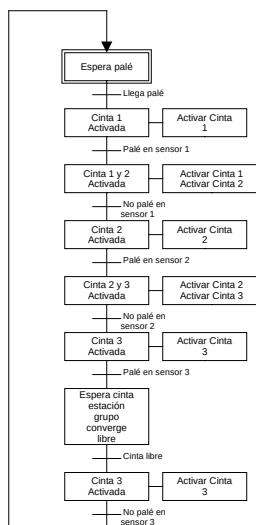 Espera palé
Llega palé
Cinta 1
Activada
Activar Cinta
1
Palé en sensor 1
Cinta 1 y 2
Activada
Activar Cinta 1
Activar Cinta 2
No palé en
sensor 1
Cinta 2
Activada
Activar Cinta
2
Palé en sensor 2
Cinta 2 y 3
Activada
Activar Cinta 2
Activar Cinta 3
No palé en
sensor 2
Cinta 3
Activada
Activar Cinta
3
Palé en sensor 3
Espera cinta
estación
grupo
converge
libre
Cinta libre
Cinta 3
Activada
Activar Cinta
3
No palé en
sensor 3